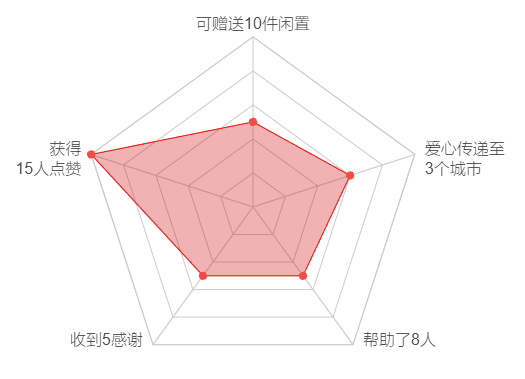 可赠送10件闲置
爱心传递至
3个城市
帮助了8人
收到5感谢
获得
15人点赞